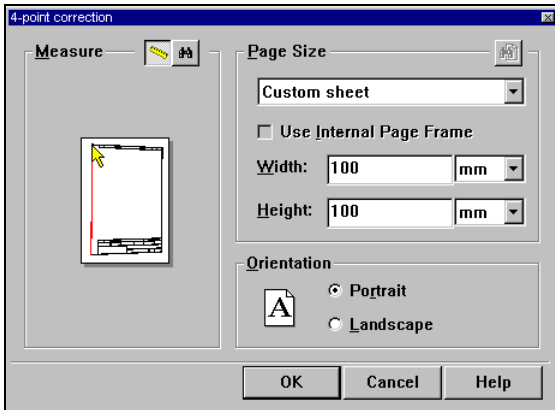 4-point correction
Measure
Page Size
Custom sheet
Use Internal Page Frame
Width: 100 mm
Height: 100 mm
Orientation
A
Portrait
Landscape
OK Cancel Help